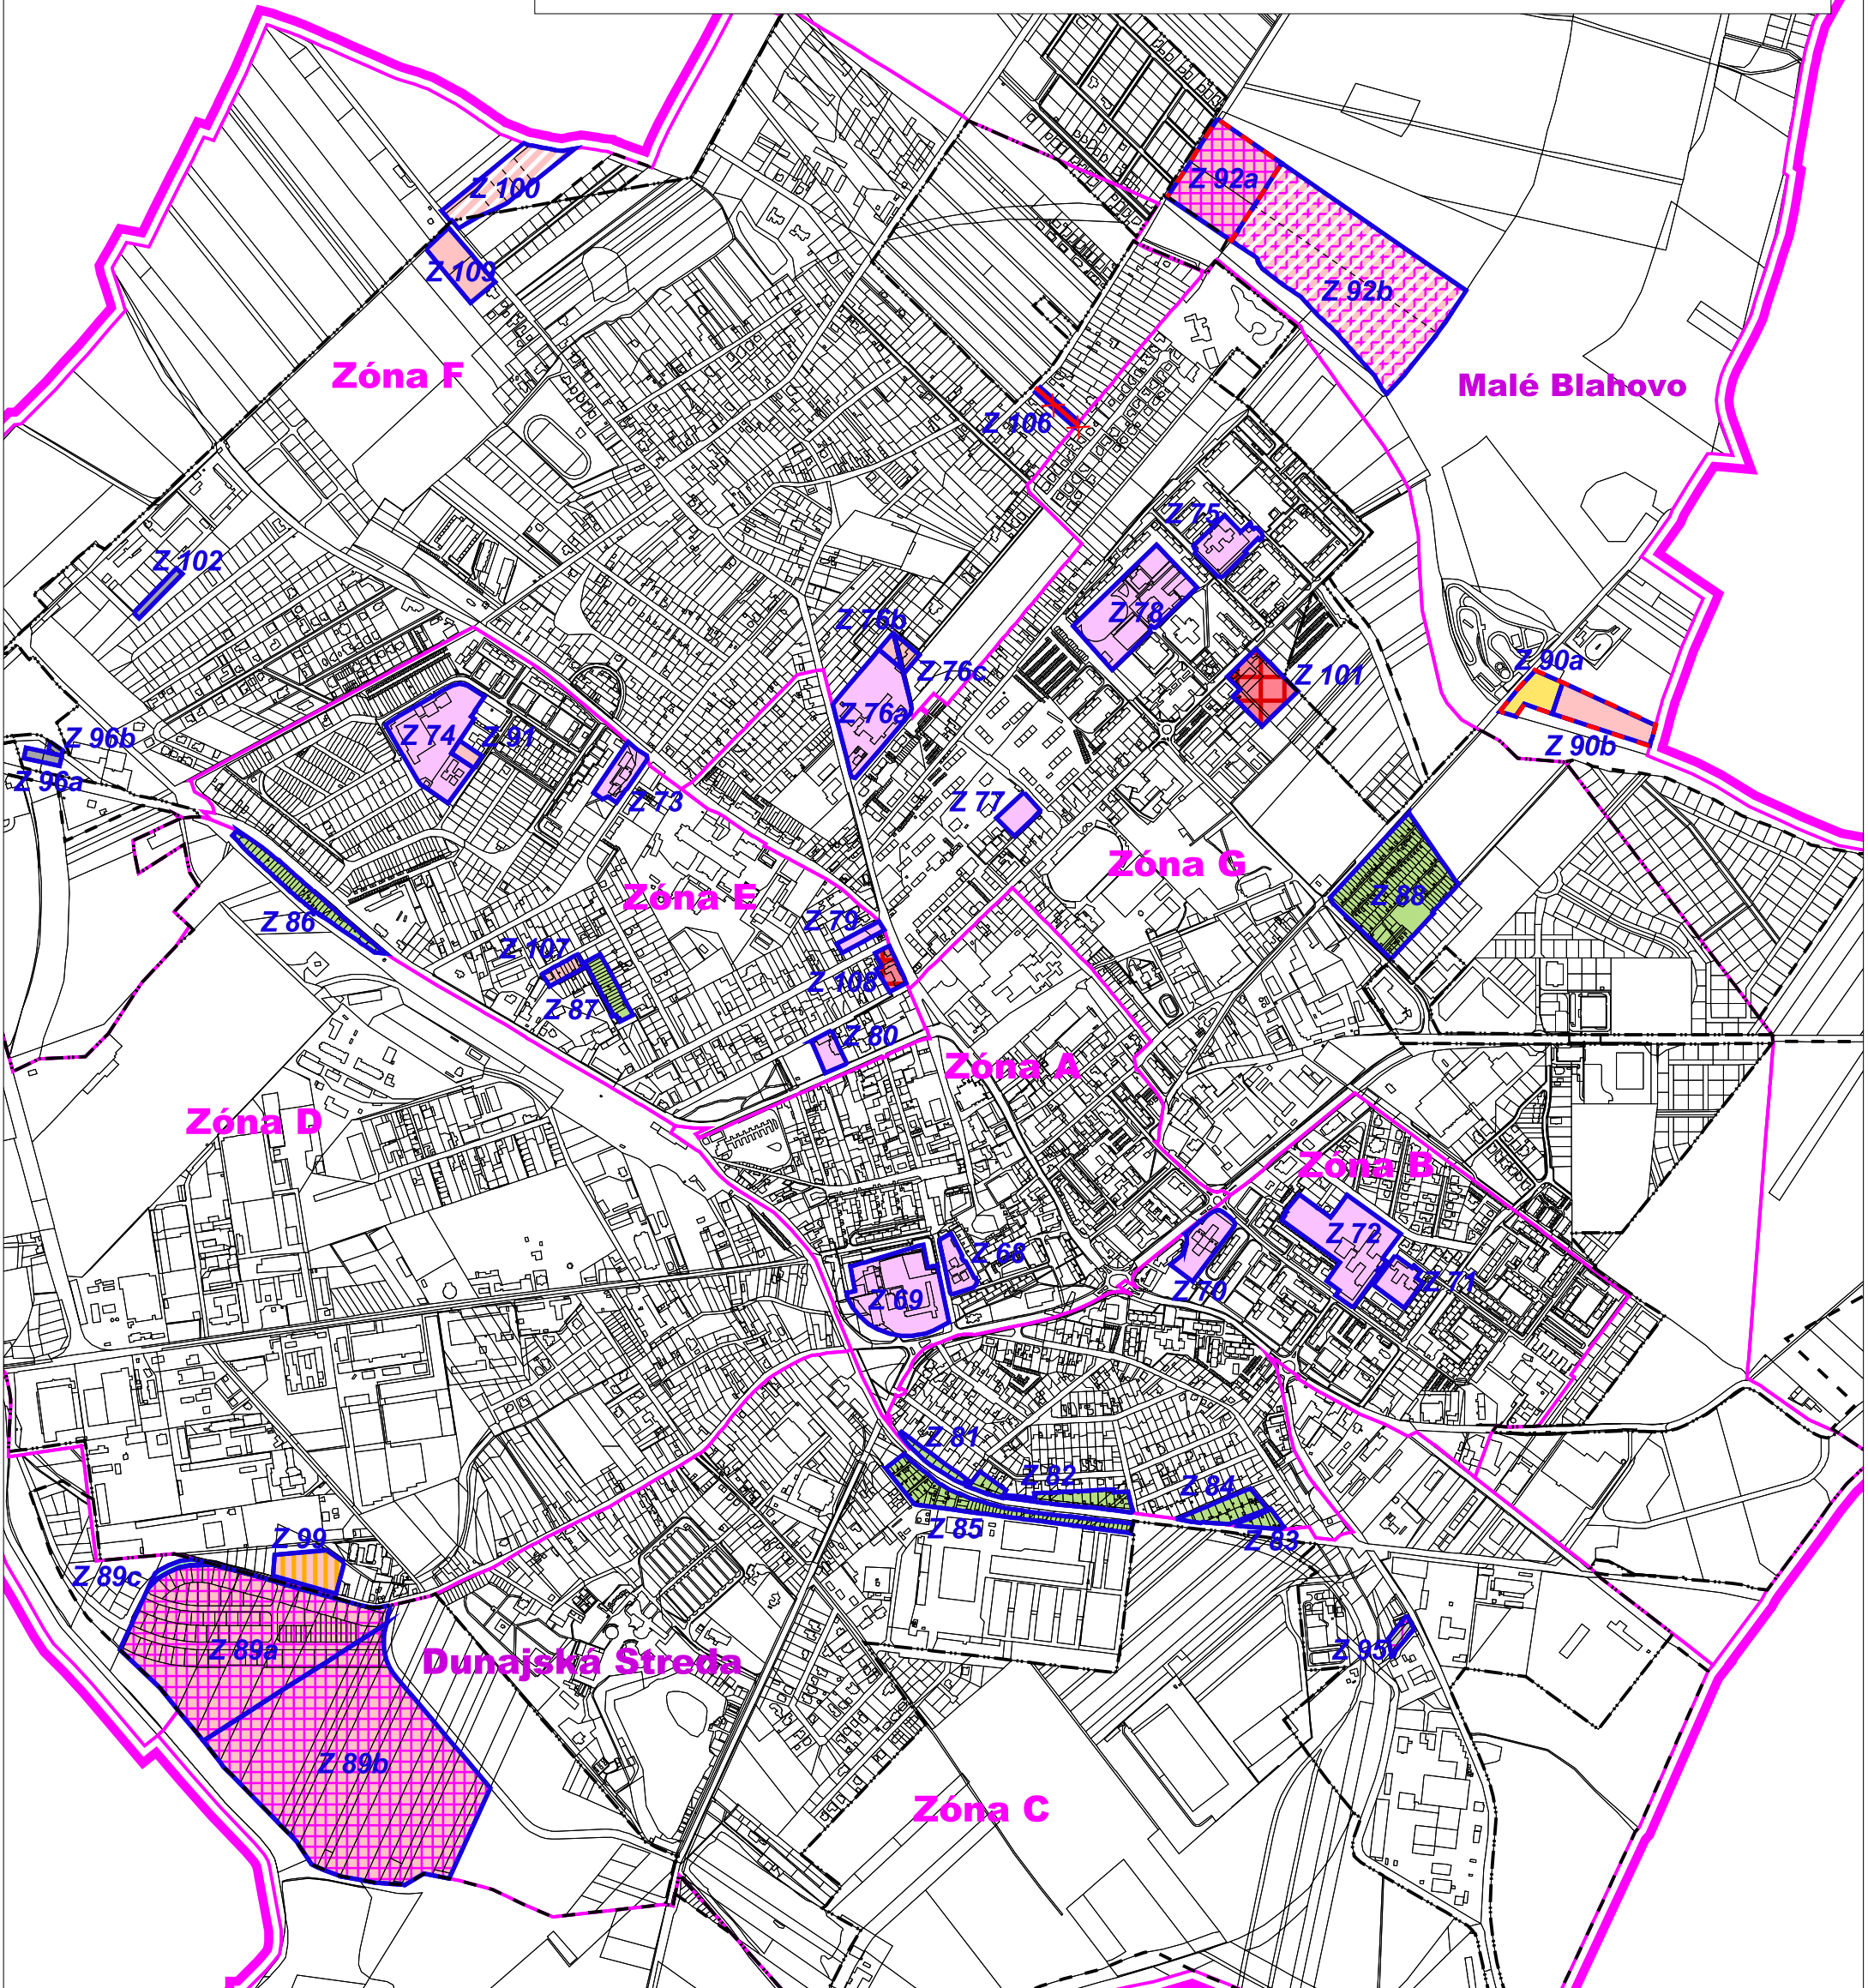 Z 100
Z 92a
Z 109
Z 92b
Zóna F
Malé Blahovo
Z 106
Z 75
Z 102
Z 78
Z 76b
Z 76c
Z 101
Z 90a
Z 76a
Z 74
Z 91
Z 96b
Z 90b
Z 96a
Z 73
Z 77
Zóna G
Zóna E
Z 88
Z 86
Z 79
Z 107
Z 108
Z 87
Z 80
Zóna A
Zóna D
Zóna B
Z 72
Z 68
Z 71
Z 70
Z 69
Z 81
Z 82
Z 84
Z 85
Z 83
Z 99
Z 89c
Z 89a
Z 95
Dunajská Streda
Z 89b
Zóna C